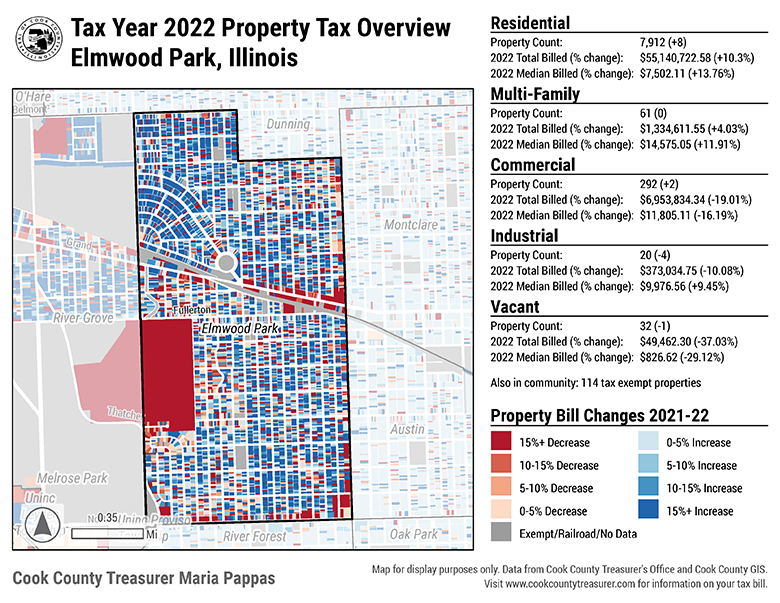 Tax Year 2022 Property Tax Overview
Elmwood Park, Illinois
Residential
Property Count: 7,912 (+8)
2022 Total Billed (% change): $55,140,722.58 (+10.3%)
2022 Median Billed (% change): $7,502.11 (+13.76%)
Multi-Family
Property Count: 61 (0)
2022 Total Billed (% change): $1,334,611.55 (+4.03%)
2022 Median Billed (% change): $14,575.05 (+11.91%)
Commercial
Property Count: 292 (+2)
2022 Total Billed (% change): $6,953,834.34 (-19.01%)
2022 Median Billed (% change): $11,805.11 (-16.19%)
Industrial
Property Count: 20 (-4)
2022 Total Billed (% change): $373,034.75 (-10.08%)
2022 Median Billed (% change): $9,976.56 (+9.45%)
Vacant
Property Count: 32 (-1)
2022 Total Billed (% change): $49,462.30 (-37.03%)
2022 Median Billed (% change): $826.62 (-29.12%)
Also in community: 114 tax exempt properties
Property Bill Changes 2021-22
15%+ Decrease
10-15% Decrease
5-10% Decrease
0-5% Decrease
Exempt/Railroad/No Data
0-5% Increase
5-10% Increase
10-15% Increase
15%+ Increase
O'Hare
Belmont
Dunning
Montclare
Grand
River Grove
Fullerton
Elmwood Park
Thatcher
Austin
Melrose Park
Uninc
0.35
Mi
River Forest
Oak Park
Cook County Treasurer Maria Pappas
Map for display purposes only. Data from Cook County Treasurer's Office and Cook County GIS.
Visit www.cookcountytreasurer.com for information on your tax bill.